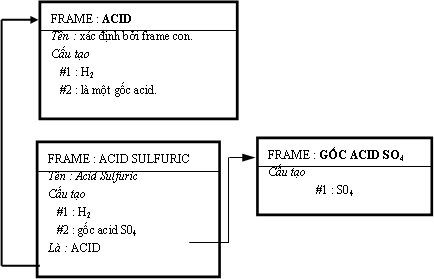 FRAME : ACID
Tên : xác định bởi frame con.
Cấu tạo
#1 : H₂
#2 : là một gốc acid.
FRAME : ACID SULFURIC
Tên : Acid Sulfuric
Cấu tạo
#1 : H₂
#2 : gốc acid S0₄
Là : ACID
FRAME : GỐC ACID SO₄
Cấu tạo
#1 : S0₄